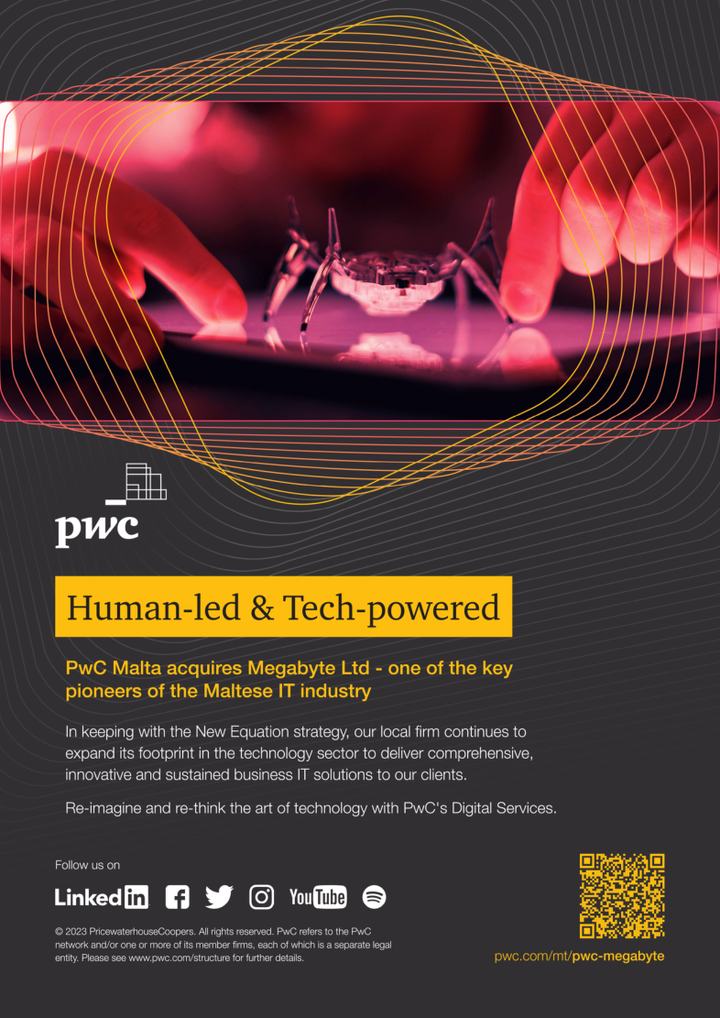 pwc
Human-led & Tech-powered
PwC Malta acquires Megabyte Ltd - one of the key
pioneers of the Maltese IT industry
In keeping with the New Equation strategy, our local firm continues to
expand its footprint in the technology sector to deliver comprehensive,
innovative and sustained business IT solutions to our clients.
Re-imagine and re-think the art of technology with PwC's Digital Services.
Follow us on
Linked in
YouTube
© 2023 PricewaterhouseCoopers. All rights reserved. PwC refers to the PwC
network and/or one or more of its member firms, each of which is a separate legal
entity. Please see www.pwc.com/structure for further details.
pwc.com/mt/pwc-megabyte